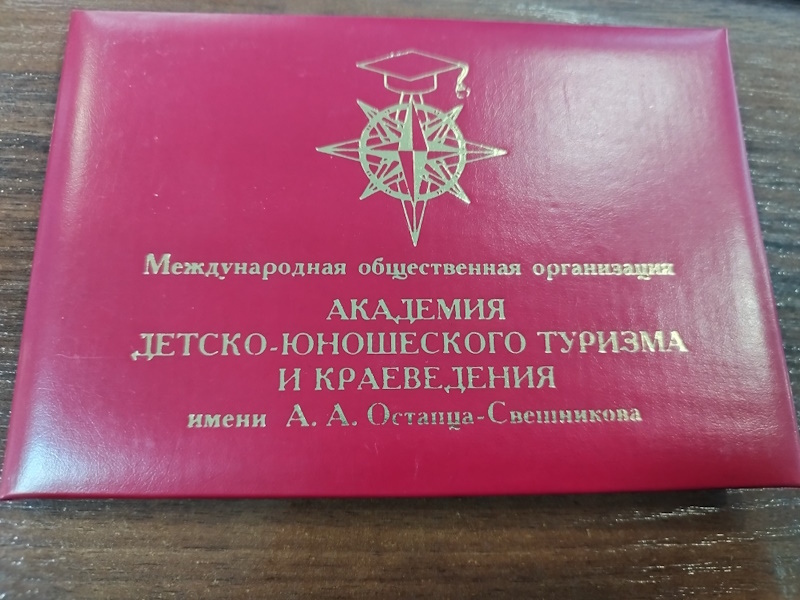 Международная общественная организация
АКАДЕМИЯ
ДЕТСКО-ЮНОШЕСКОГО ТУРИЗМА
И КРАЕВЕДЕНИЯ
имени А. А. Остапца-Свешникова